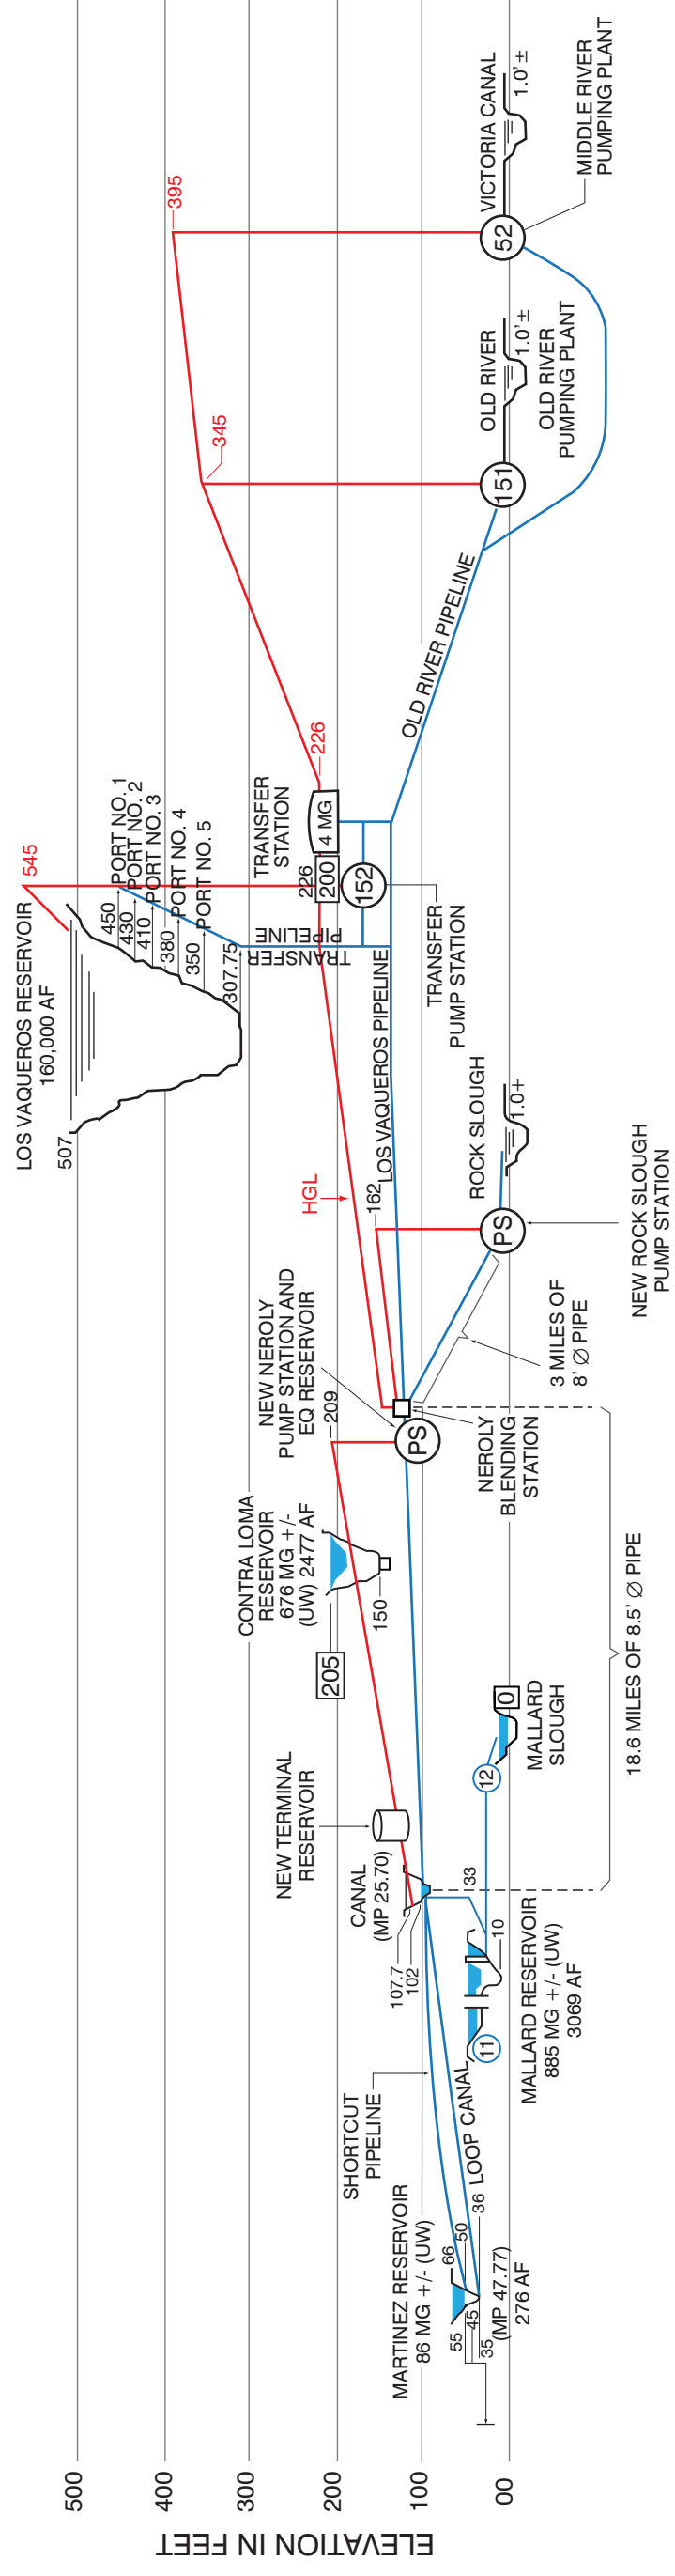 ELEVATION IN FEET
500
400
300
200
100
00
MARTINEZ RESERVOIR
86 MG +/- (UW)
66
50
36
55
45
35
(MP 47.77)
276 AF
SHORTCUT
PIPELINE
LOOP CANAL
11
MALLARD RESERVOIR
885 MG +/- (UW)
3069 AF
10
33
107.7
102
CANAL
(MP 25.70)
NEW TERMINAL
RESERVOIR
12
0
MALLARD
SLOUGH
205
CONTRA LOMA
RESERVOIR
676 MG +/-
(UW) 2477 AF
150
18.6 MILES OF 8.5' Ø PIPE
NEW NEROLY
PUMP STATION AND
EQ RESERVOIR
209
PS
NEROLY
BLENDING
STATION
3 MILES OF
8' Ø PIPE
HGL
162
LOS VAQUEROS PIPELINE
PS
ROCK SLOUGH
1.0+
NEW ROCK SLOUGH
PUMP STATION
LOS VAQUEROS RESERVOIR
160,000 AF
507
545
450
PORT NO. 1
430
PORT NO. 2
410
PORT NO. 3
380
PORT NO. 4
350
PORT NO. 5
307.75
TRANSFER
PIPELINE
TRANSFER
STATION
226
200
4 MG
226
152
TRANSFER
PUMP STATION
OLD RIVER PIPELINE
345
395
151
OLD RIVER
1.0'±
OLD RIVER
PUMPING PLANT
52
VICTORIA CANAL
1.0'±
MIDDLE RIVER
PUMPING PLANT